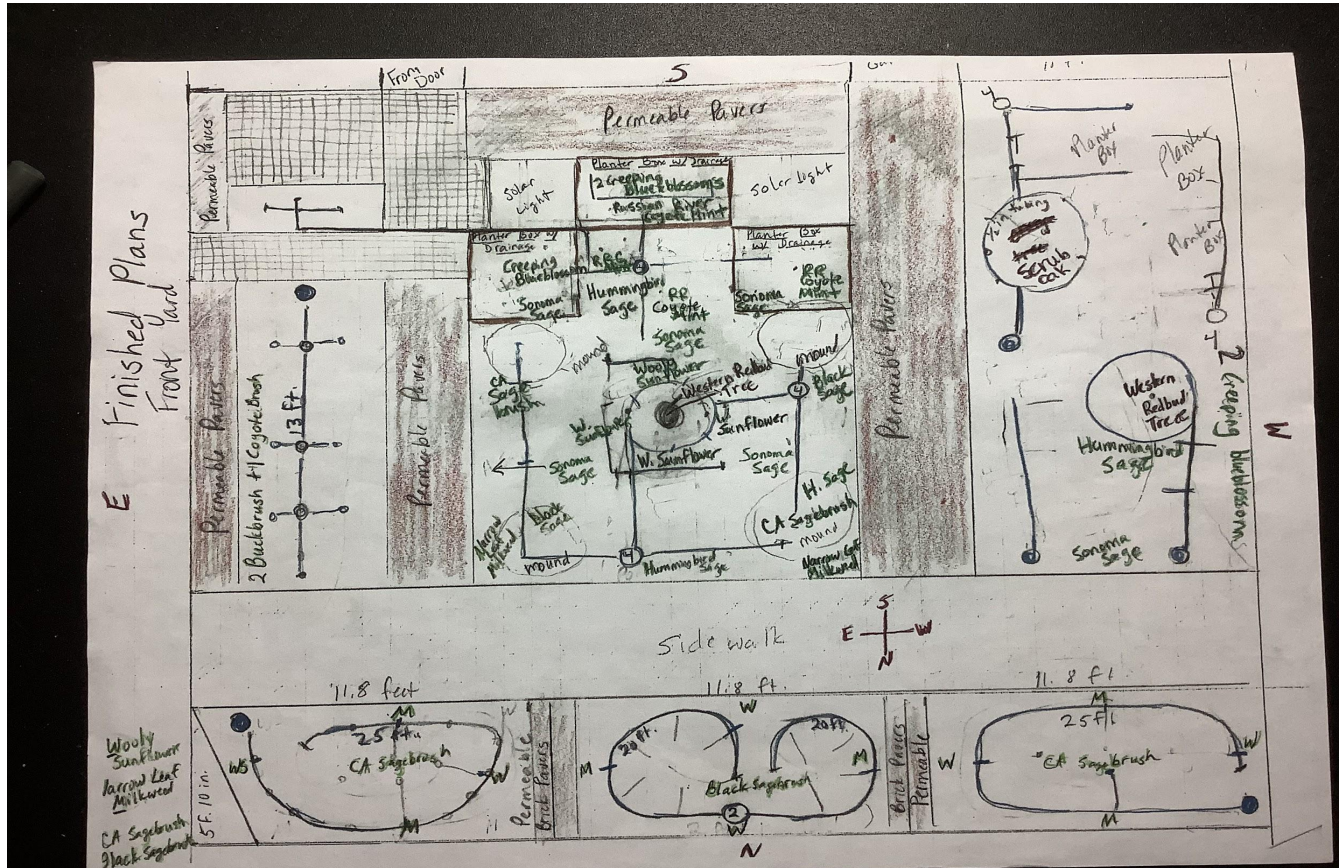 Finished Plans
Front Yard
E
S
From
Door
Permeable Pavers
Permeable Pavers
Solar
Light
Planter Box w/ Drainage
2 Creeping
Blueblossoms
Russian River
Coyote Mint
Solar Light
Planter Box w/
Drainage
Creeping
Blueblossom
Sonoma
Sage
Hummingbird
Sage
RR
Coyote
Mint
Sonoma
Sage
Planter Box
w/ Drainage
RR
Coyote
Mint
Sonoma
Sage
Permeable Pavers
2 Buckbrush + 1 Coyote Brush
13 ft.
Permeable Pavers
CA
Sage
brush
mound
Wooly
Sunflower
Western Redbud
Tree
mound
Black
Sage
W.
Sunflower
W.
Sunflower
W. Sunflower
Sonoma
Sage
Sonoma
Sage
Black
Sage
Narrow
Leaf
Milkweed
mound
4
4
Hummingbird
Sage
H. Sage
CA Sagebrush
mound
Narrow Leaf
Milkweed
Permeable Pavers
Planter
Box
Planter
Box
Planter
Box
Scrub
oak
Western
Redbud
Tree
Hummingbird
Sage
Sonoma
Sage
2 Creeping blueblossoms
Sidewalk
S
E
W
N
11.8 feet
11.8 ft.
11.8 ft
5 f. 10 in.
M
25 ft
CA Sagebrush
WS
W
M
Permeable
Brick Pavers
W
20 ft.
20 ft.
M
M
Black Sagebrush
2
W
Brick Pavers
Permeable
M
25 ft
W
CA Sagebrush
W
M
N
Wooly
Sunflower
Narrow Leaf
Milkweed
CA Sagebrush
Black Sagebrush